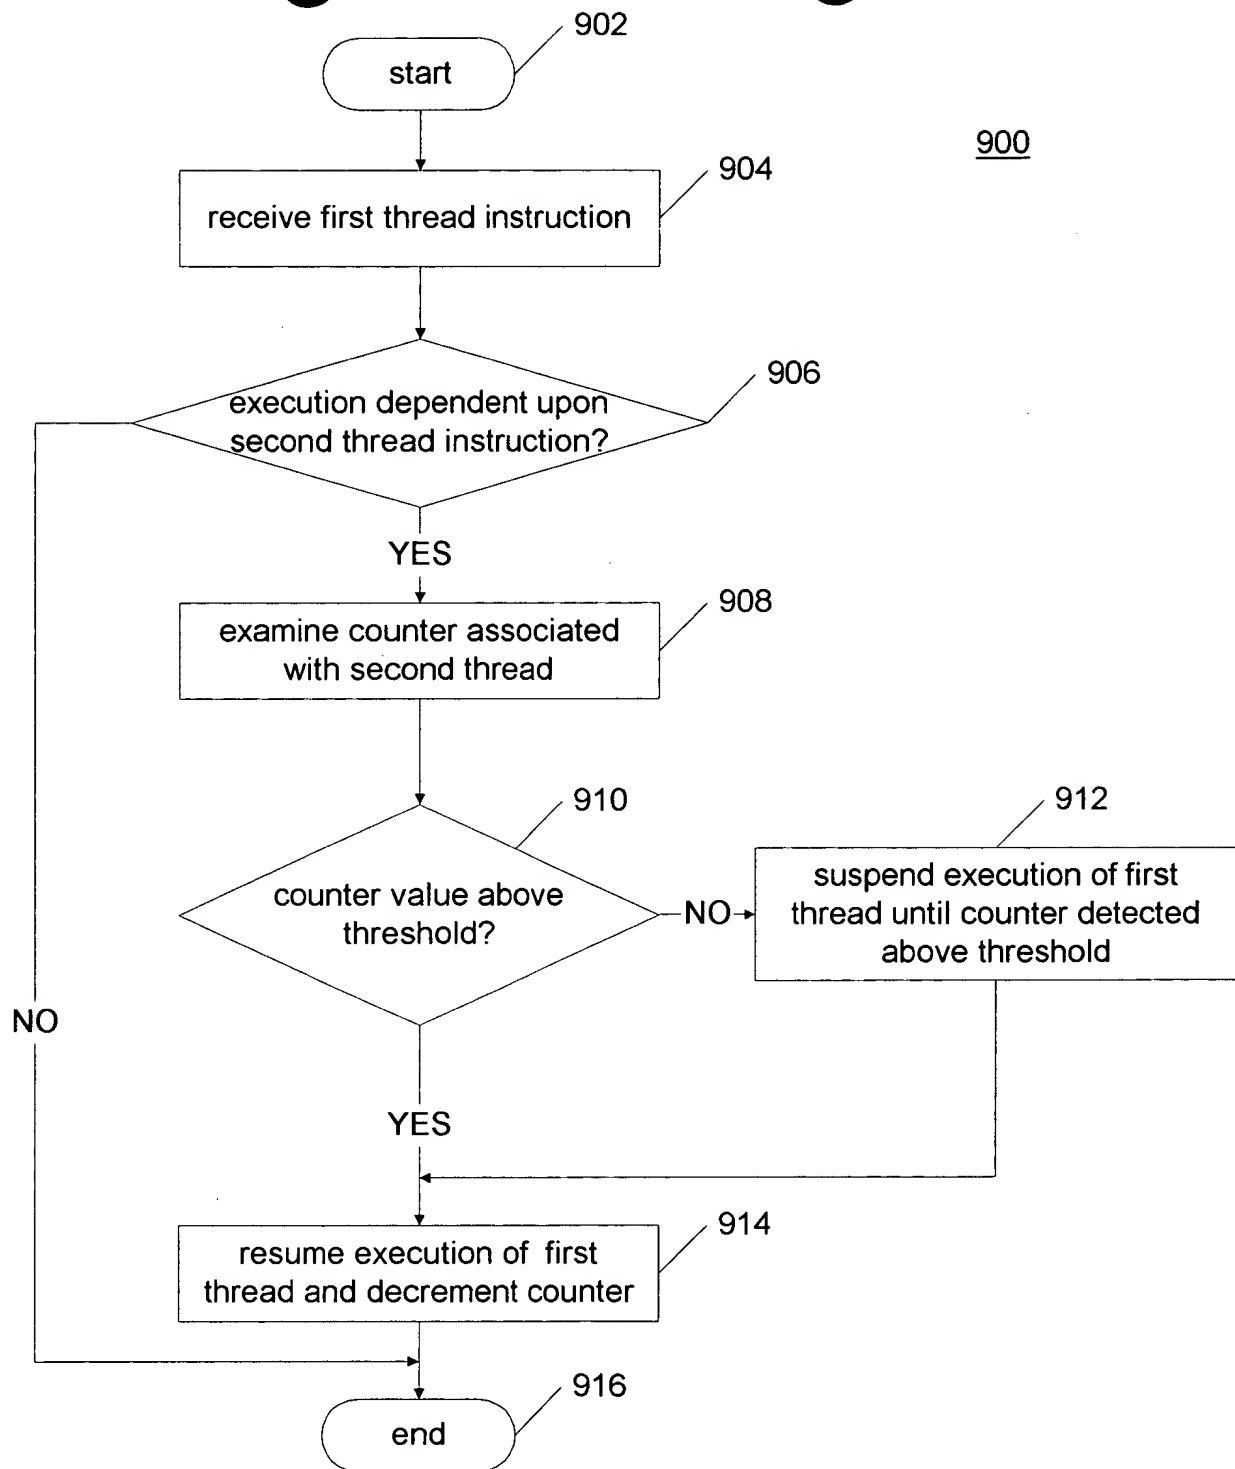 902
start
900
904
receive first thread instruction
906
execution dependent upon
second thread instruction?
YES
908
examine counter associated
with second thread
910
912
counter value above
threshold?
NO
suspend execution of first
thread until counter detected
above threshold
NO
YES
914
resume execution of first
thread and decrement counter
916
end